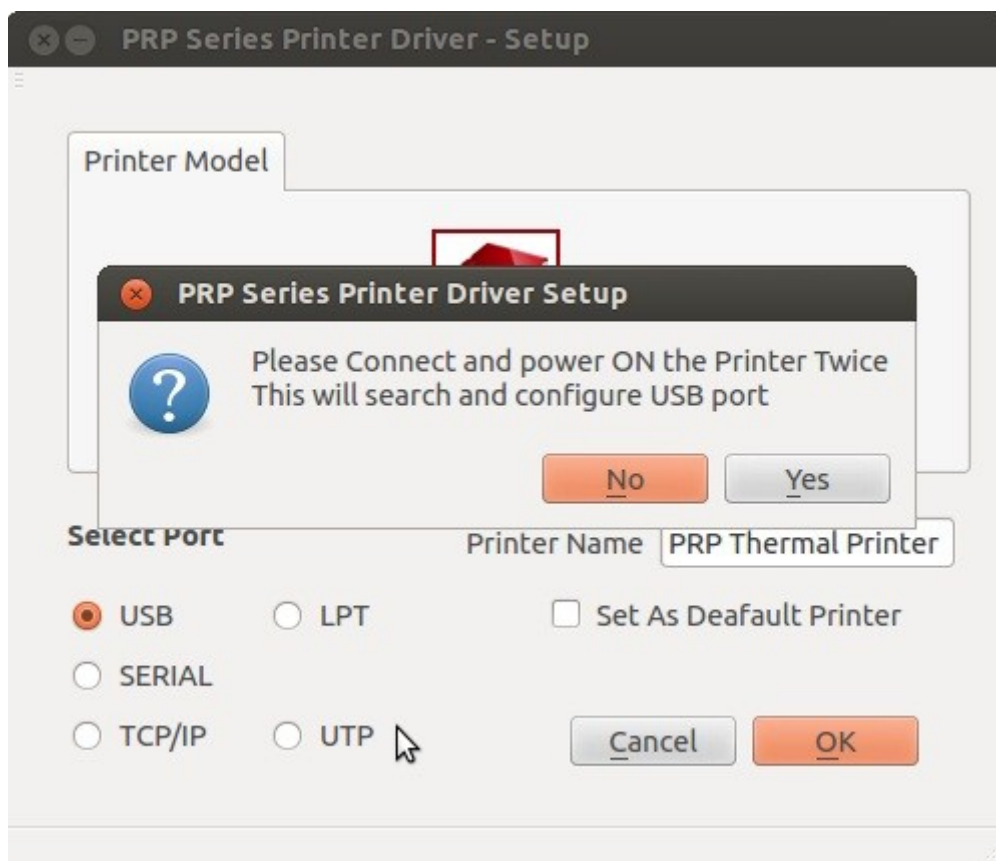 PRP Series Printer Driver - Setup
Printer Model
PRP Series Printer Driver Setup
Please Connect and power ON the Printer Twice
This will search and configure USB port
No Yes
Select Port
Printer Name PRP Thermal Printer
USB LPT Set As Deafault Printer
SERIAL
TCP/IP UTP Cancel OK